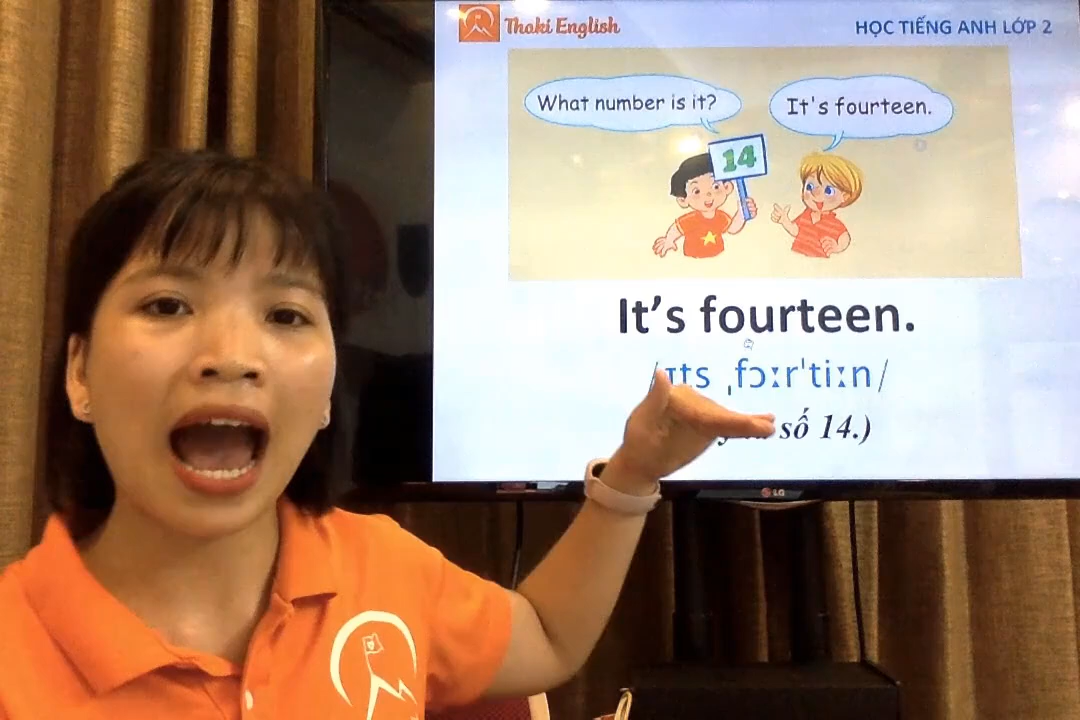 Thaki English
HỌC TIẾNG ANH LỚP 2
What number is it?
It's fourteen.
14
It's fourteen.
/ɪts ˌfɔːrˈtiːn/
số 14.)
LG